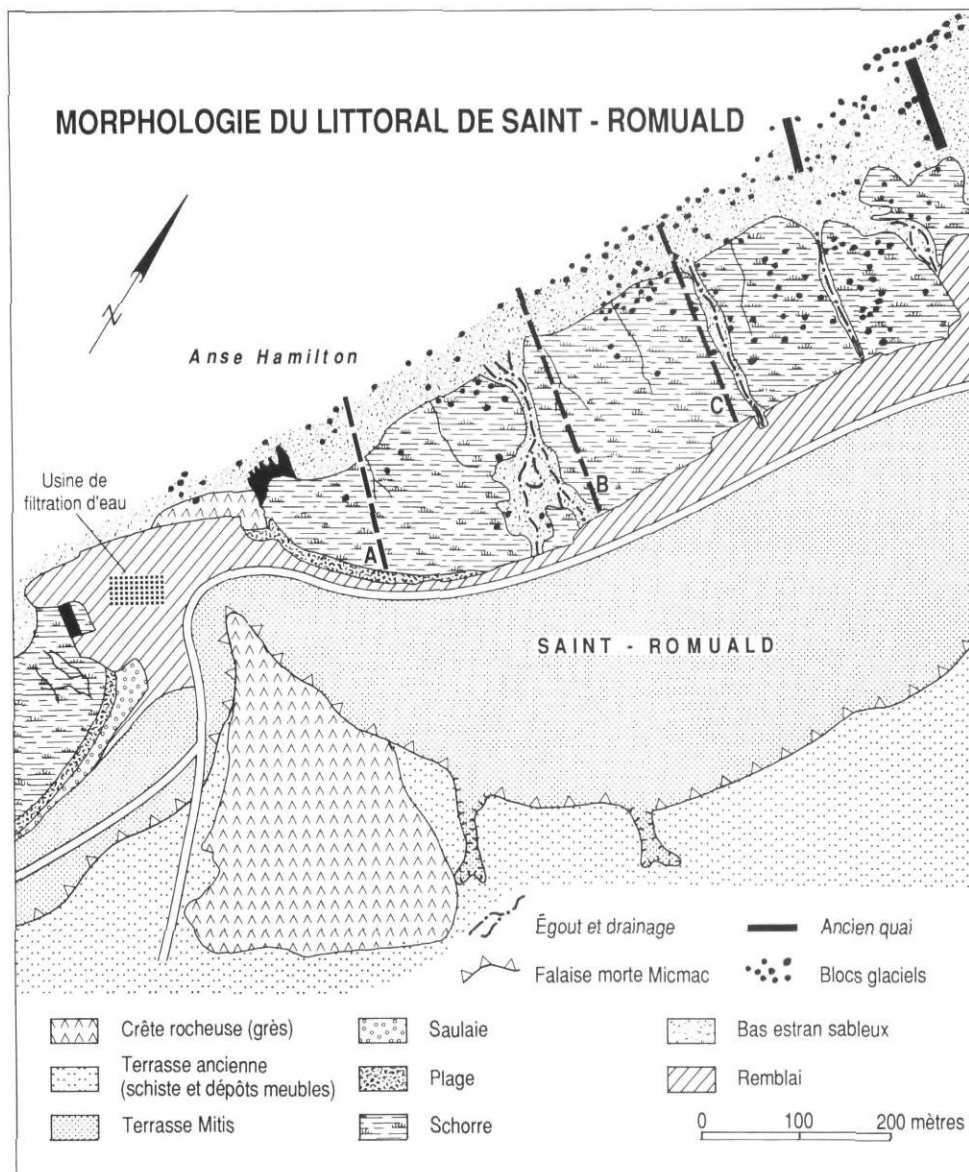 MORPHOLOGIE DU LITTORAL DE SAINT - ROMUALD
N
Anse Hamilton
Usine de
filtration d'eau
A
B
C
SAINT - ROMUALD
Égout et drainage
Ancien quai
Falaise morte Micmac
Blocs glaciels
Crête rocheuse (grès)
Saulaie
Bas estran sableux
Terrasse ancienne
(schiste et dépôts meubles)
Plage
Remblai
Terrasse Mitis
Schorre
0 100 200 mètres